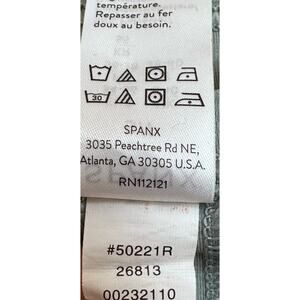 température.
Repasser au fer
doux au besoin.
30
SPANX
3035 Peachtree Rd NE,
Atlanta, GA 30305 U.S.A.
RN112121
#50221R
26813
00232110